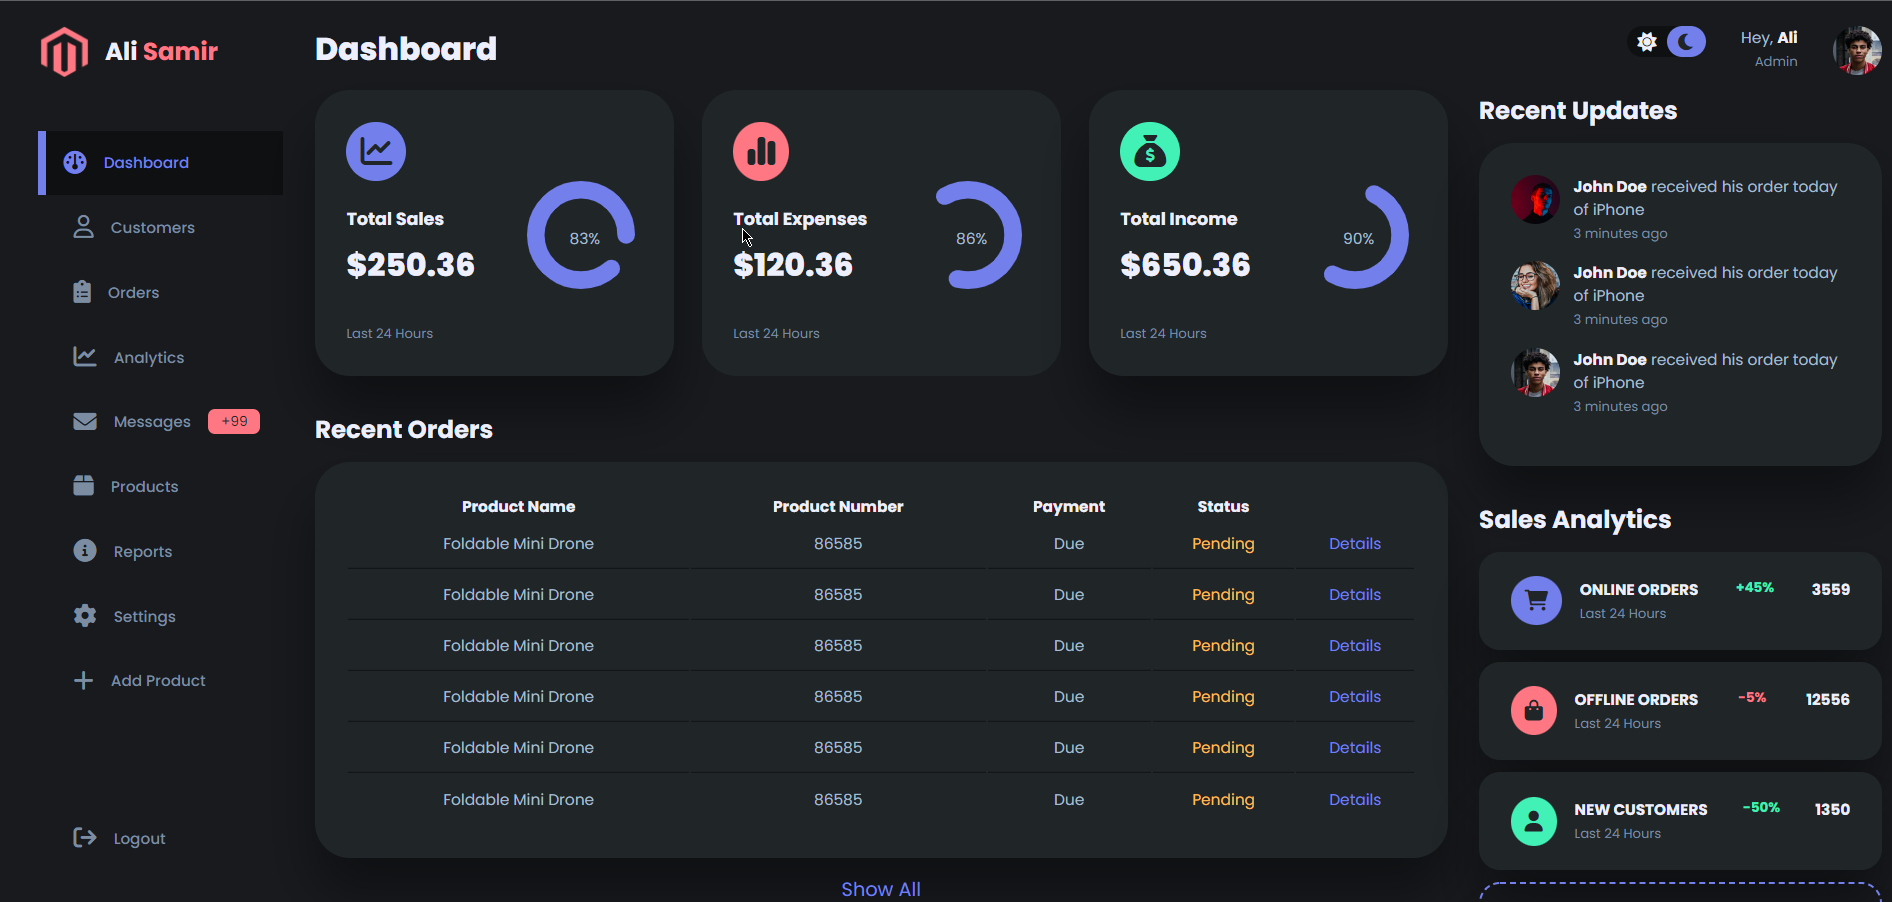 Ali Samir
Dashboard
Customers
Orders
Analytics
Messages +99
Products
Reports
Settings
Add Product
Logout
Dashboard
Total Sales
$250.36
83%
Last 24 Hours
Total Expenses
$120.36
86%
Last 24 Hours
Total Income
$650.36
90%
Last 24 Hours
Recent Orders
Product Name Product Number Payment Status
Foldable Mini Drone 86585 Due Pending Details
Foldable Mini Drone 86585 Due Pending Details
Foldable Mini Drone 86585 Due Pending Details
Foldable Mini Drone 86585 Due Pending Details
Foldable Mini Drone 86585 Due Pending Details
Foldable Mini Drone 86585 Due Pending Details
Show All
Hey, Ali
Admin
Recent Updates
John Doe received his order today
of iPhone
3 minutes ago
John Doe received his order today
of iPhone
3 minutes ago
John Doe received his order today
of iPhone
3 minutes ago
Sales Analytics
ONLINE ORDERS +45% 3559
Last 24 Hours
OFFLINE ORDERS -5% 12556
Last 24 Hours
NEW CUSTOMERS -50% 1350
Last 24 Hours